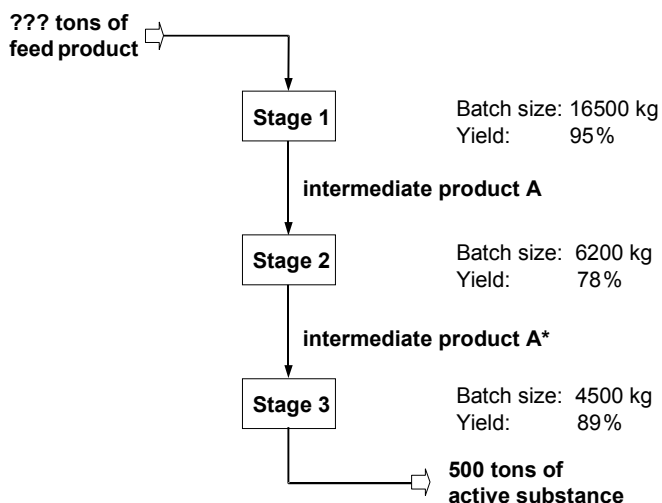 ??? tons of
feed product
Stage 1
Batch size: 16500 kg
Yield: 95%
intermediate product A
Stage 2
Batch size: 6200 kg
Yield: 78%
intermediate product A*
Stage 3
Batch size: 4500 kg
Yield: 89%
500 tons of
active substance